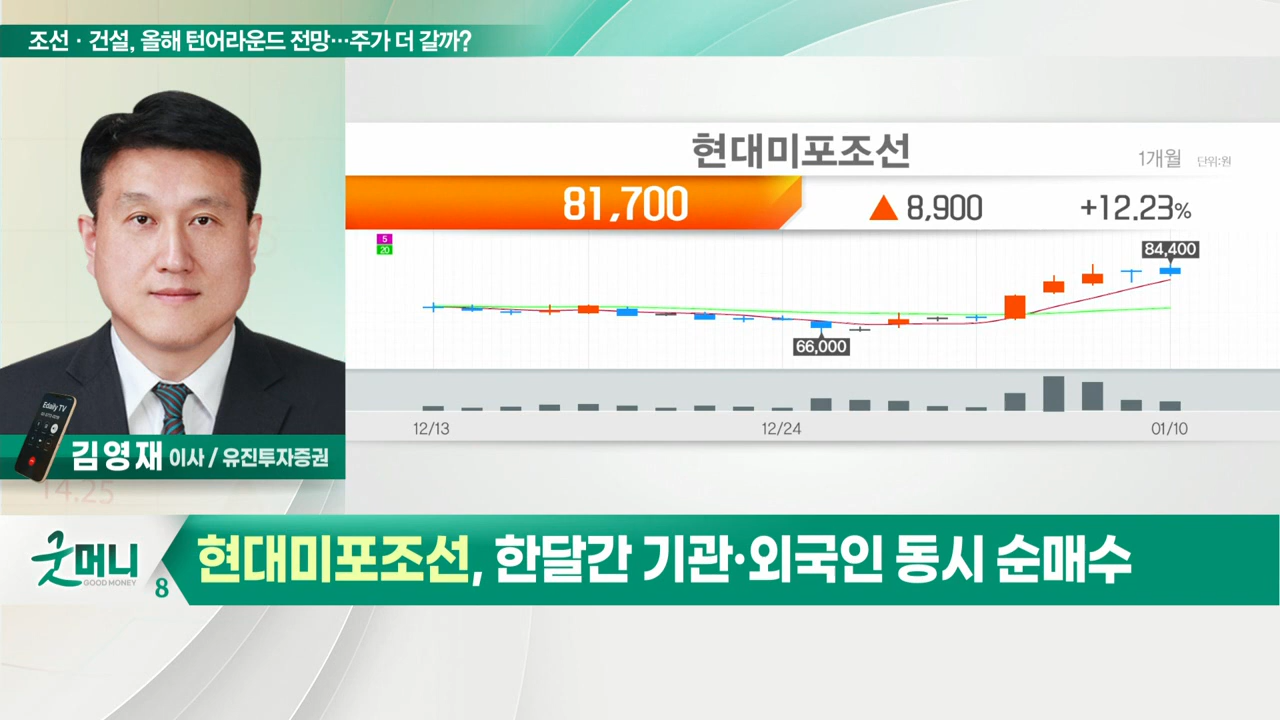 조선 · 건설, 올해 턴어라운드 전망…주가 더 갈까?
현대미포조선
1개월 단위:원
81,700 ▲ 8,900 +12.23%
5
20
84,400
66,000
12/13 12/24 01/10
Edaily TV
김영재 이사 / 유진투자증권
14.25
굿머니
GOOD MONEY
8
현대미포조선, 한달간 기관·외국인 동시 순매수